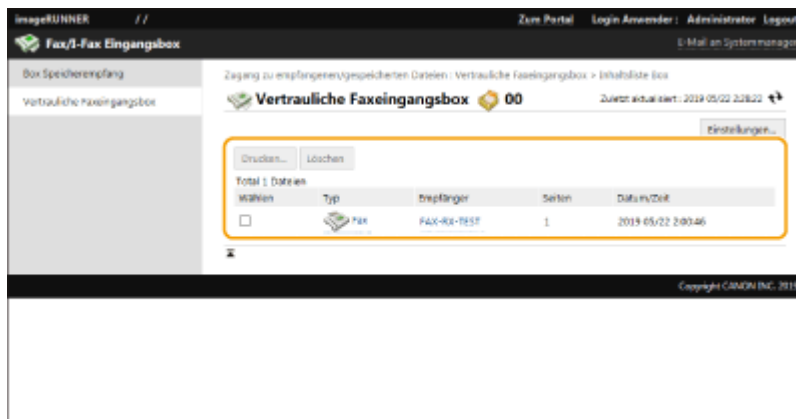 imageRUNNER // Zum Portal Login Anwender: Administrator Logout
Fax/I-Fax Eingangsbox E-Mail an Systemmanager
Box Speicherempfang Zugang zu empfangenen/gespeicherten Dateien : Vertrauliche Faxeingangsbox > Inhaltsliste Box
Vertrauliche Faxeingangsbox Vertrauliche Faxeingangsbox 00 Zuletzt aktualisiert : 2019 05/22 2:28:22
Einstellungen...
Drucken... Löschen
Total 1 Dateien
Wählen Typ Empfänger Seiten Datum/Zeit
Fax FAX-RX-TEST 1 2019 05/22 2:00:46
Copyright CANON INC. 2019